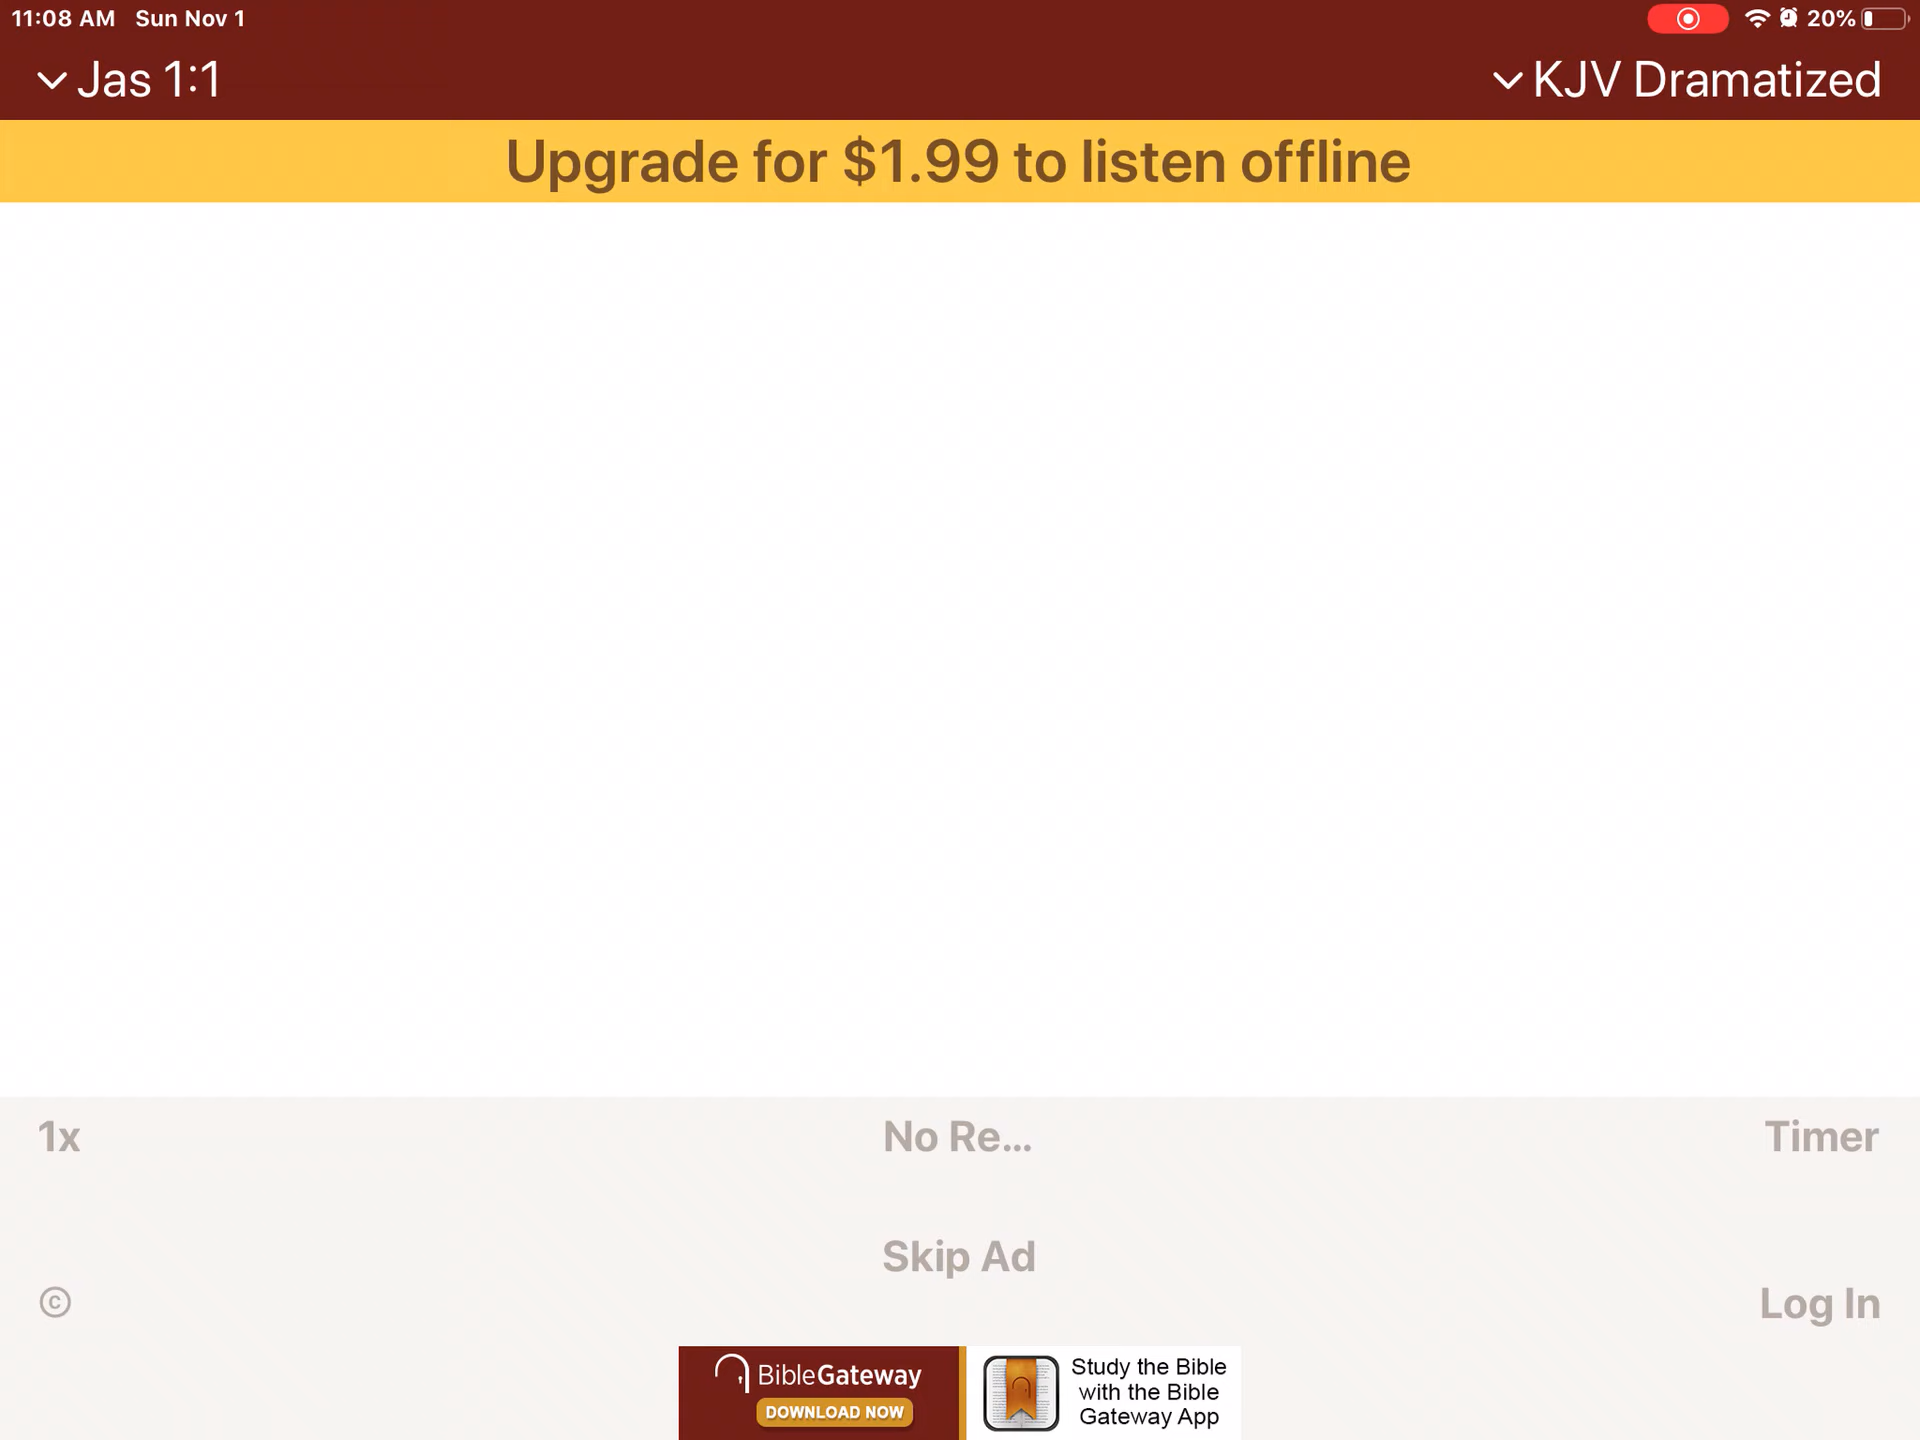 11:08 AM Sun Nov 1
20%
Jas 1:1
KJV Dramatized
Upgrade for $1.99 to listen offline
1x
No Re...
Timer
Skip Ad
©
Log In
BibleGateway
DOWNLOAD NOW
Study the Bible
with the Bible
Gateway App